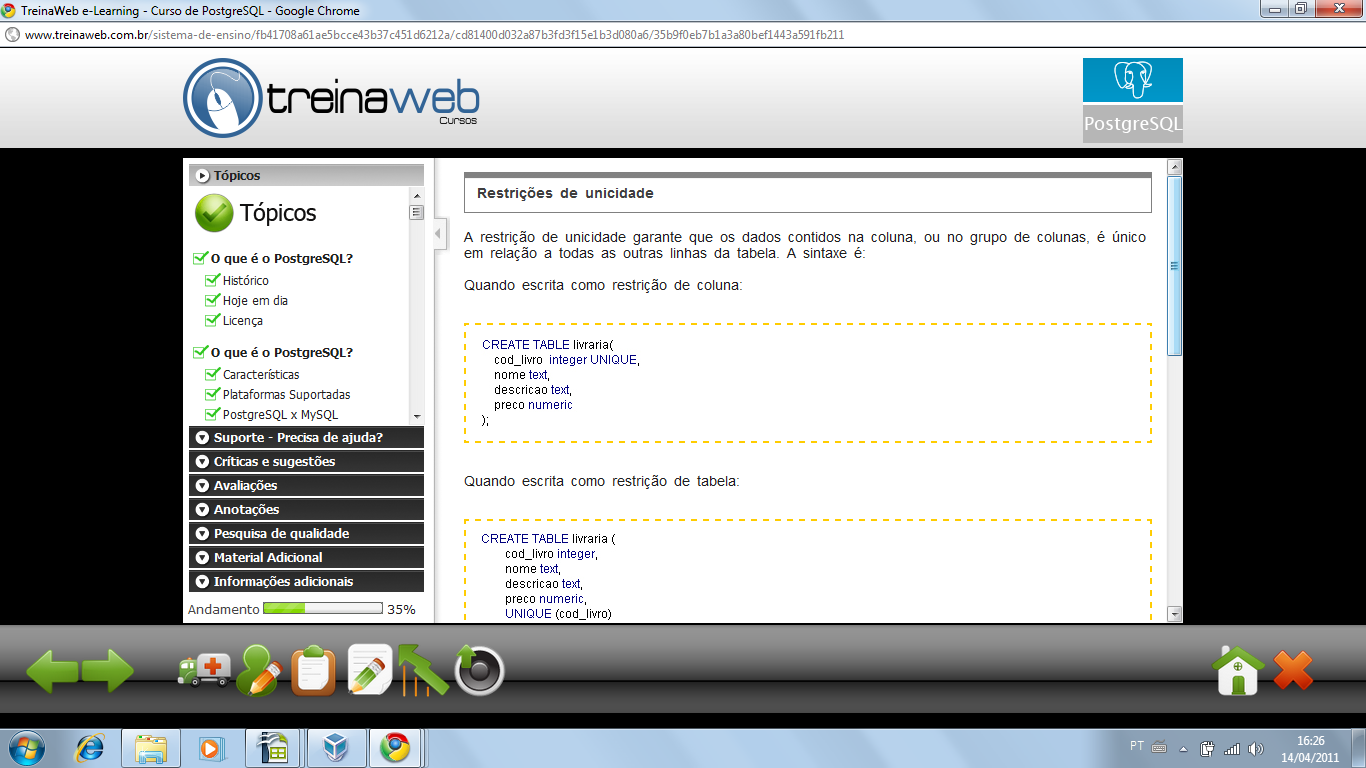 TreinaWeb e-Learning - Curso de PostgreSQL - Google Chrome
www.treinaweb.com.br/sistema-de-ensino/fb41708a61ae5bcce43b37c451d6212a/cd81400d032a87b3fd3f15e1b3d080a6/35b9f0eb7b1a3a80bef1443a591fb211
treinaweb
Cursos
PostgreSQL
Tópicos
Tópicos
O que é o PostgreSQL?
Histórico
Hoje em dia
Licença
O que é o PostgreSQL?
Características
Plataformas Suportadas
PostgreSQL x MySQL
Suporte - Precisa de ajuda?
Críticas e sugestões
Avaliações
Anotações
Pesquisa de qualidade
Material Adicional
Informações adicionais
Andamento 35%
Restrições de unicidade
A restrição de unicidade garante que os dados contidos na coluna, ou no grupo de colunas, é único
em relação a todas as outras linhas da tabela. A sintaxe é:
Quando escrita como restrição de coluna:
CREATE TABLE livraria(
cod_livro integer UNIQUE,
nome text,
descricao text,
preco numeric
);
Quando escrita como restrição de tabela:
CREATE TABLE livraria (
cod_livro integer,
nome text,
descricao text,
preco numeric,
UNIQUE (cod_livro)
PT
16:26
14/04/2011